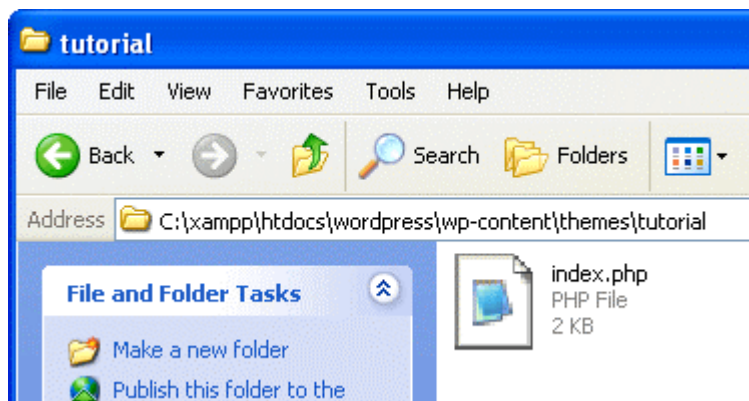 tutorial
File Edit View Favorites Tools Help
Back Search Folders
Address C:\xampp\htdocs\wordpress\wp-content\themes\tutorial
File and Folder Tasks
Make a new folder
Publish this folder to the
index.php
PHP File
2 KB